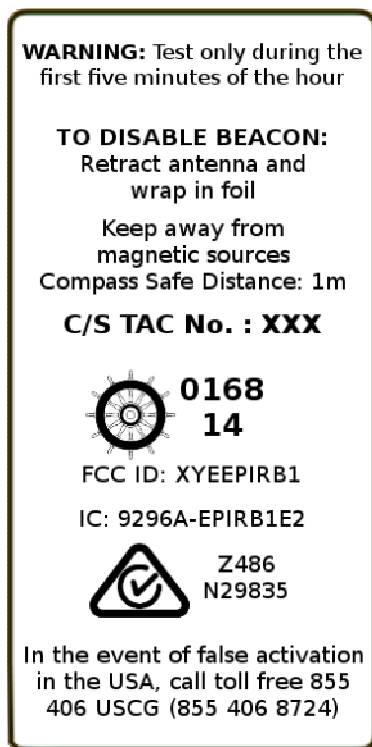 WARNING: Test only during the
first five minutes of the hour
TO DISABLE BEACON:
Retract antenna and
wrap in foil
Keep away from
magnetic sources
Compass Safe Distance: 1m
C/S TAC No. : XXX
0168
14
FCC ID: XYEEPIRB1
IC: 9296A-EPIRB1E2
Z486
N29835
In the event of false activation
in the USA, call toll free 855
406 USCG (855 406 8724)